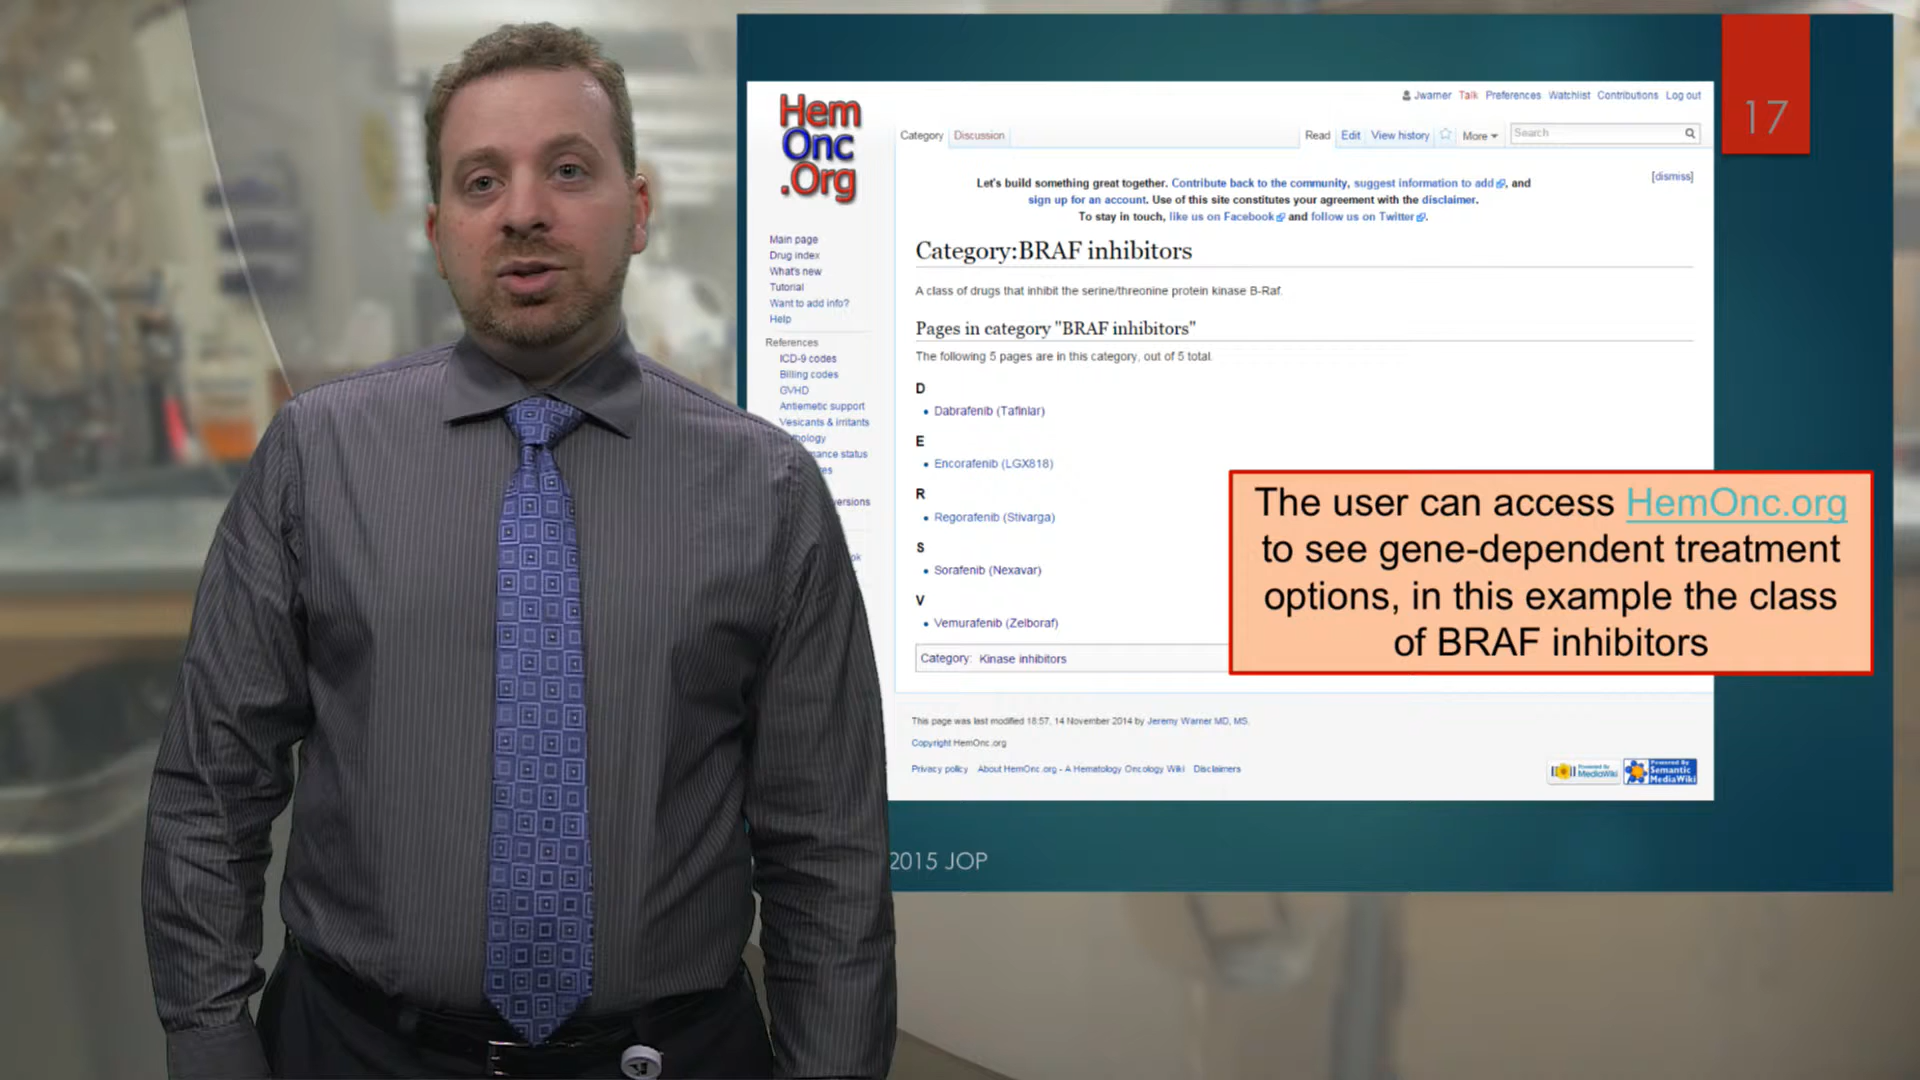 Hem
Onc
.Org
Jwarner Talk Preferences Watchlist Contributions Log out
17
Category Discussion
Read Edit View history More Search
Let's build something great together. Contribute back to the community, suggest information to add, and
sign up for an account. Use of this site constitutes your agreement with the disclaimer.
To stay in touch, like us on Facebook and follow us on Twitter.
[dismiss]
Main page
Drug index
What's new
Tutorial
Want to add info?
Help
References
ICD-9 codes
Billing codes
GVHD
Antiemetic support
Vesicants & irritants
Category:BRAF inhibitors
A class of drugs that inhibit the serine/threonine protein kinase B-Raf.
Pages in category "BRAF inhibitors"
The following 5 pages are in this category, out of 5 total.
D
• Dabrafenib (Tafinlar)
E
• Encorafenib (LGX818)
R
• Regorafenib (Stivarga)
S
• Sorafenib (Nexavar)
V
• Vemurafenib (Zelboraf)
Category: Kinase inhibitors
The user can access HemOnc.org
to see gene-dependent treatment
options, in this example the class
of BRAF inhibitors
This page was last modified 18:57, 14 November 2014 by Jeremy Warner MD, MS.
Copyright HemOnc.org
Privacy policy About HemOnc.org - A Hematology Oncology Wiki Disclaimers
Powered By
MediaWiki
Powered By
Semantic
MediaWiki
2015 JOP